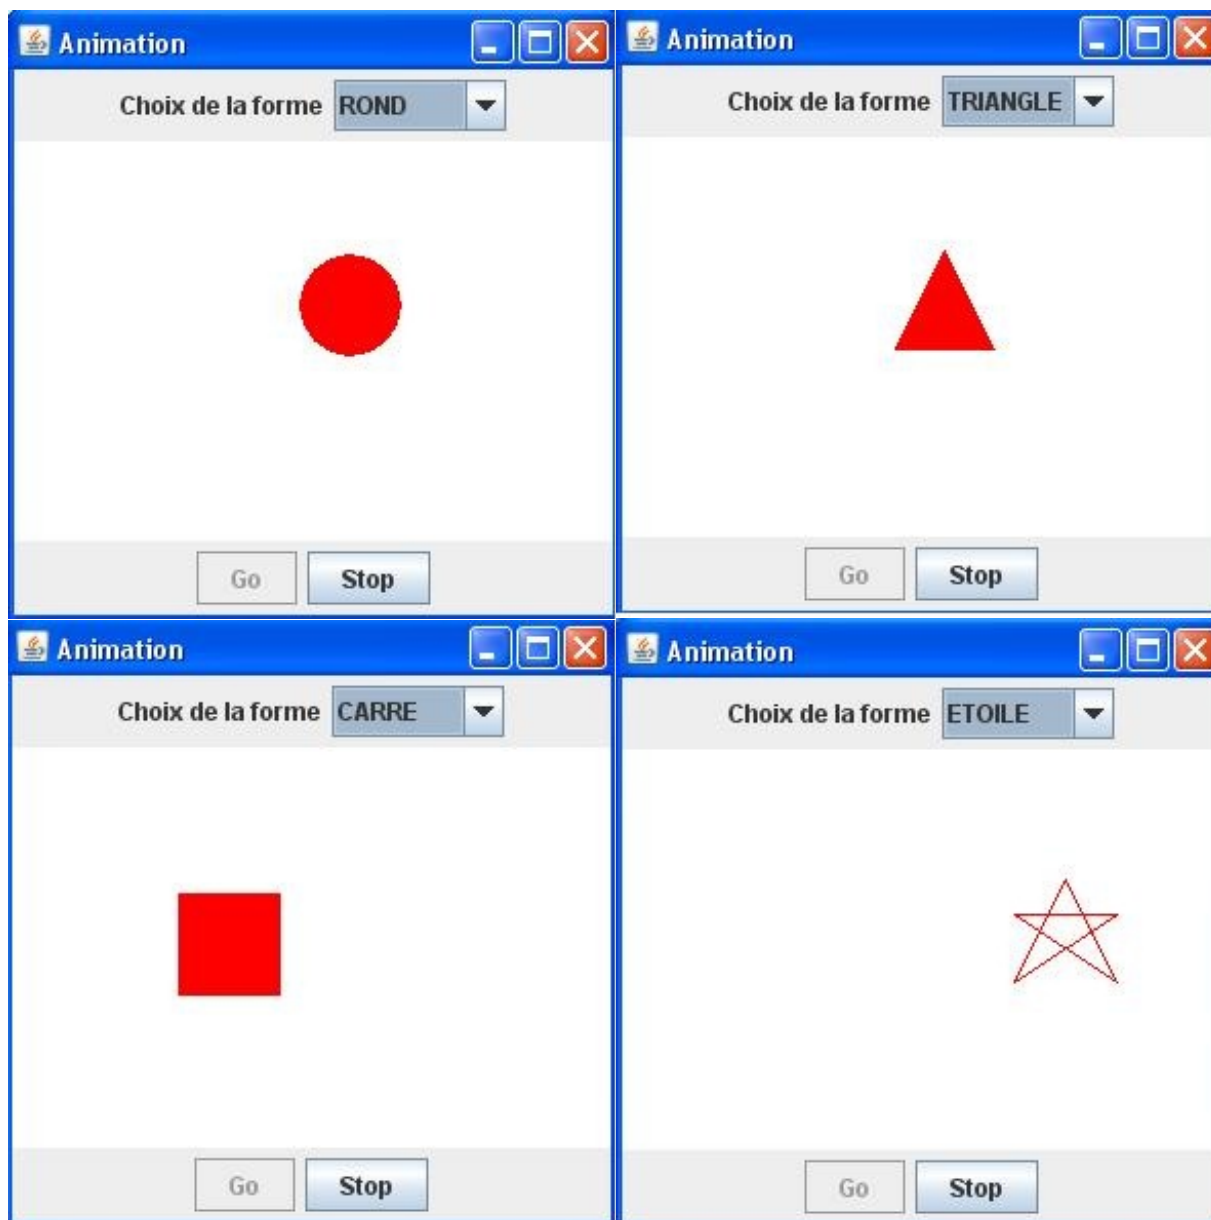 Animation
Choix de la forme ROND
Go Stop
Animation
Choix de la forme TRIANGLE
Go Stop
Animation
Choix de la forme CARRE
Go Stop
Animation
Choix de la forme ETOILE
Go Stop